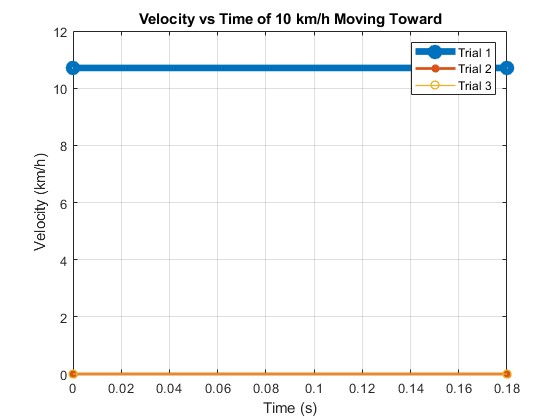 Velocity vs Time of 10 km/h Moving Toward
12
10
8
6
4
2
0
Velocity (km/h)
Trial 1
Trial 2
Trial 3
0 0.02 0.04 0.06 0.08 0.1 0.12 0.14 0.16 0.18
Time (s)